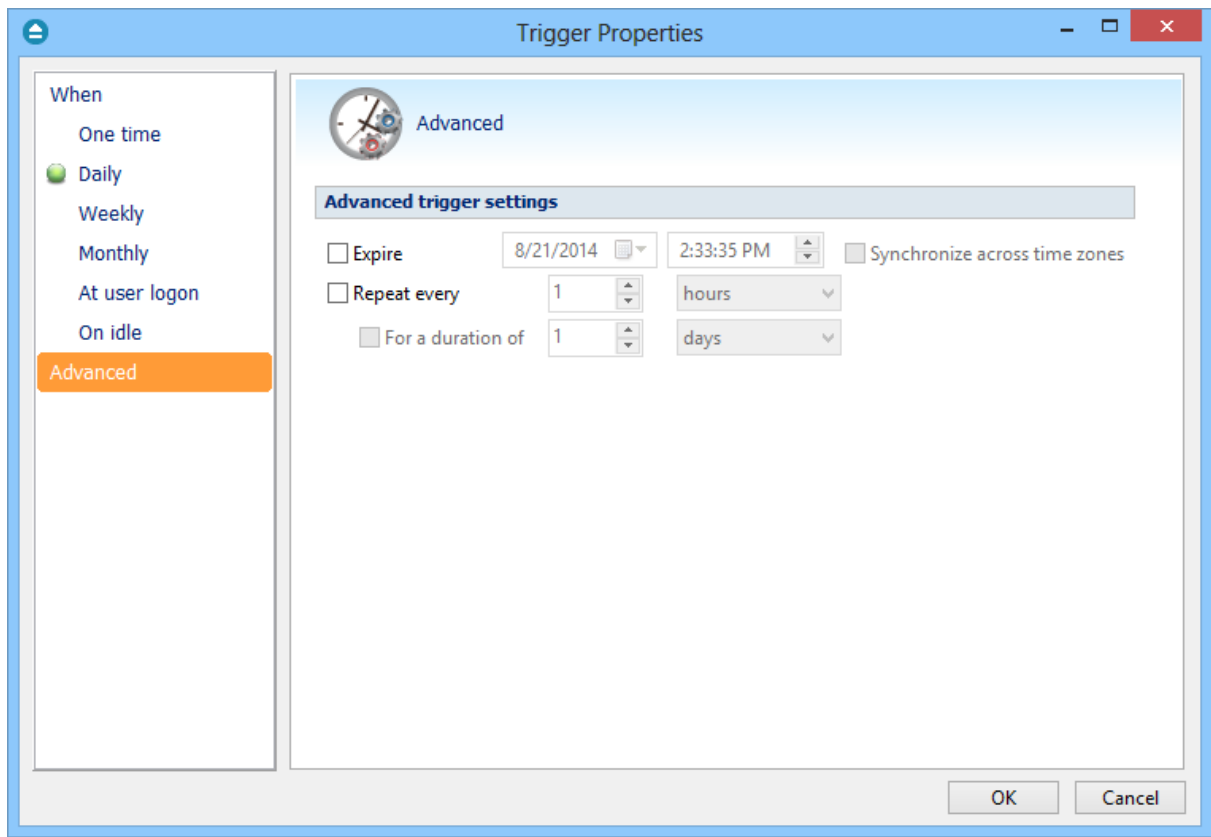 Trigger Properties
When
One time
Daily
Weekly
Monthly
At user logon
On idle
Advanced
Advanced
Advanced trigger settings
Expire 8/21/2014 2:33:35 PM Synchronize across time zones
Repeat every 1 hours
For a duration of 1 days
OK Cancel